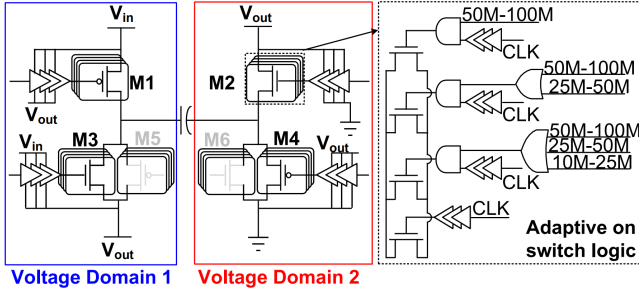 Vin
Vout
M1
M2
Vout
Vin
M3
M5
M6
M4
Vout
Vout
50M-100M
CLK
50M-100M
25M-50M
CLK
50M-100M
25M-50M
10M-25M
CLK
CLK
Adaptive on
switch logic
Voltage Domain 1
Voltage Domain 2